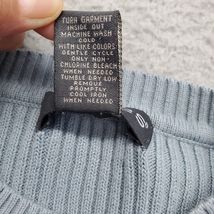 TURN GARMENT
INSIDE OUT
MACHINE WASH
COLD
WITH LIKE COLORS
GENTLE CYCLE
ONLY NON-
CHLORINE BLEACH
WHEN NEEDED
TUMBLE DRY LOW
REMOVE
PROMPTLY
COOL IRON
WHEN NEEDED
S